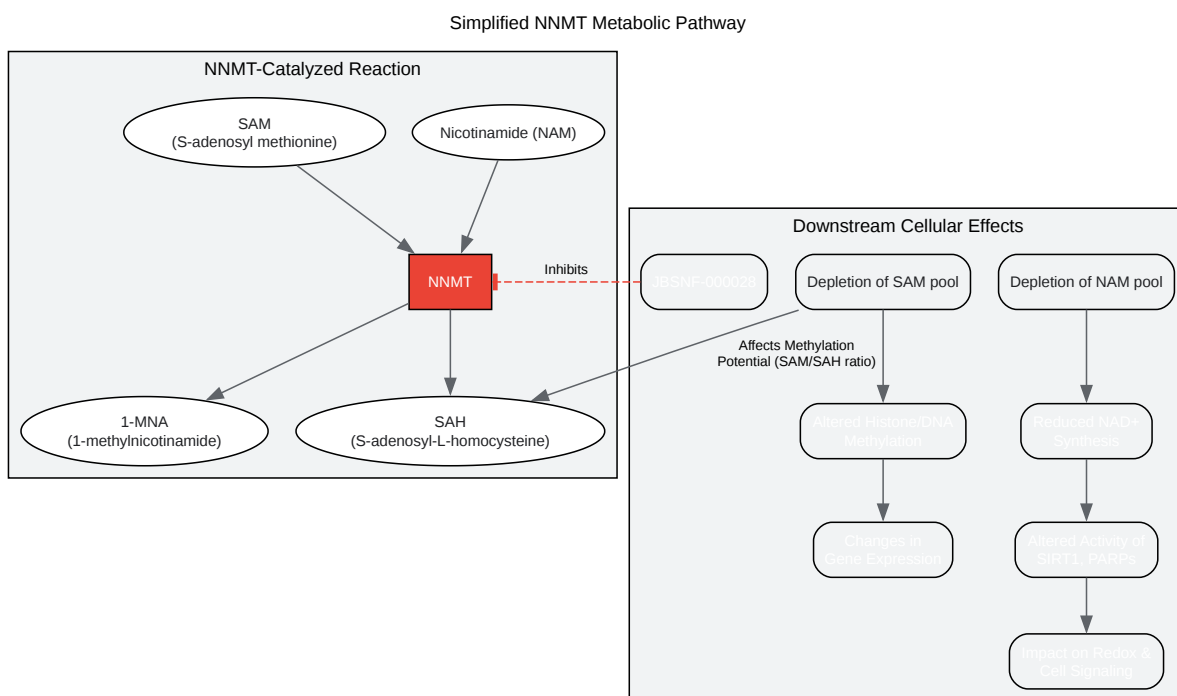 Simplified NNMT Metabolic Pathway
NNMT-Catalyzed Reaction
SAM
(S-adenosyl methionine)
Nicotinamide (NAM)
NNMT
1-MNA
(1-methylnicotinamide)
SAH
(S-adenosyl-L-homocysteine)
Downstream Cellular Effects
Inhibits
JBSNF-000028
Depletion of SAM pool
Depletion of NAM pool
Affects Methylation
Potential (SAM/SAH ratio)
Altered Histone/DNA
Methylation
Reduced NAD+
Synthesis
Changes in
Gene Expression
Altered Activity of
SIRT1, PARPs
Impact on Redox &
Cell Signaling